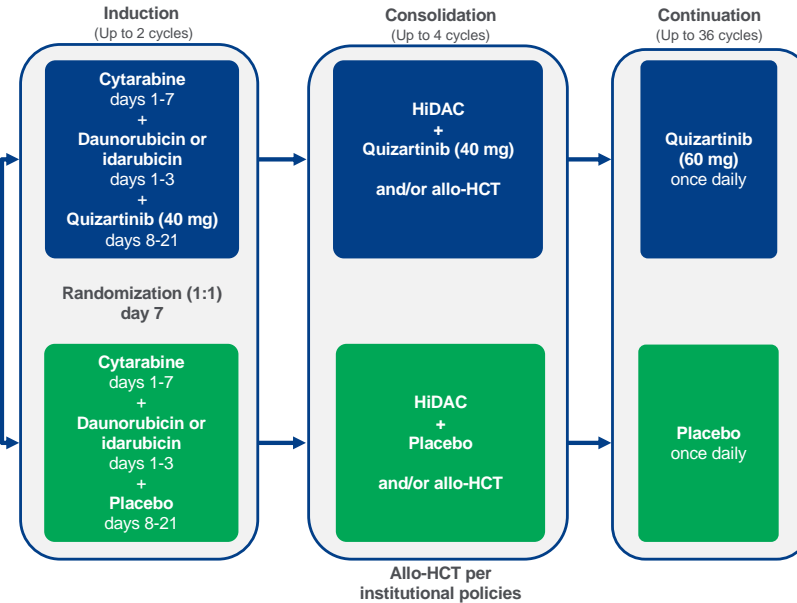 Induction
(Up to 2 cycles)
Cytarabine
days 1-7
+
Daunorubicin or
idarubicin
days 1-3
+
Quizartinib (40 mg)
days 8-21
Randomization (1:1)
day 7
Cytarabine
days 1-7
+
Daunorubicin or
idarubicin
days 1-3
+
Placebo
days 8-21
Consolidation
(Up to 4 cycles)
HiDAC
+
Quizartinib (40 mg)
and/or allo-HCT
HiDAC
+
Placebo
and/or allo-HCT
Allo-HCT per
institutional policies
Continuation
(Up to 36 cycles)
Quizartinib
(60 mg)
once daily
Placebo
once daily